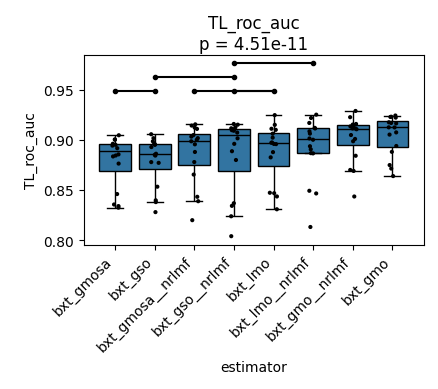 TL_roc_auc
p = 4.51e-11
TL_roc_auc
0.95
0.90
0.85
0.80
bxt_gmosa
bxt_gso
bxt_gmosa__nrlmf
bxt_gso__nrlmf
bxt_lmo
bxt_lmo__nrlmf
bxt_gmo__nrlmf
bxt_gmo
estimator